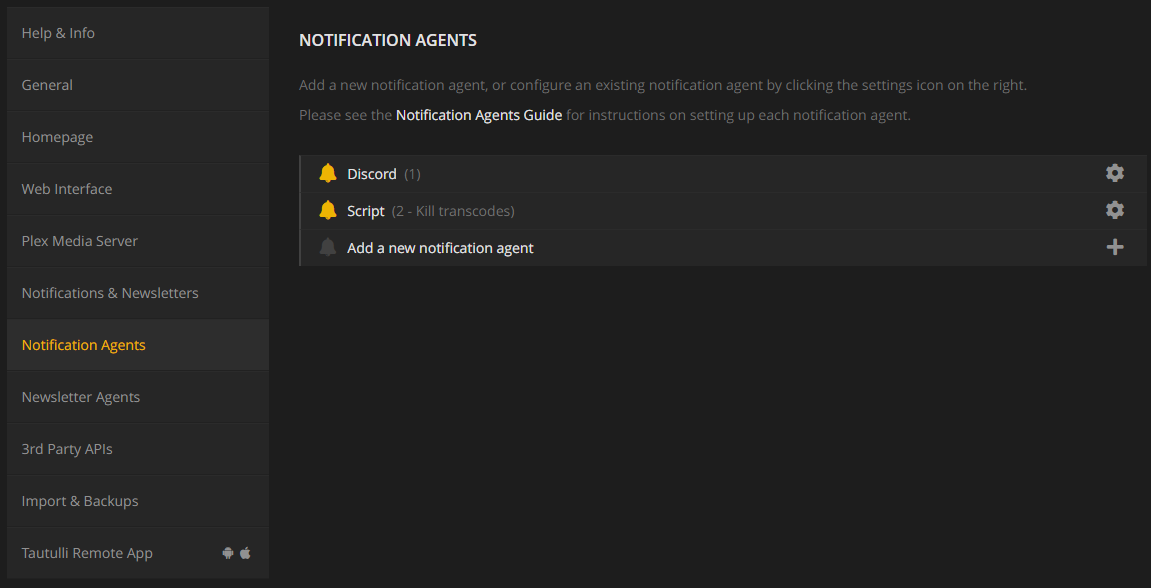 Help & Info
General
Homepage
Web Interface
Plex Media Server
Notifications & Newsletters
Notification Agents
Newsletter Agents
3rd Party APIs
Import & Backups
Tautulli Remote App
NOTIFICATION AGENTS
Add a new notification agent, or configure an existing notification agent by clicking the settings icon on the right.
Please see the Notification Agents Guide for instructions on setting up each notification agent.
Discord (1)
Script (2 - Kill transcodes)
Add a new notification agent